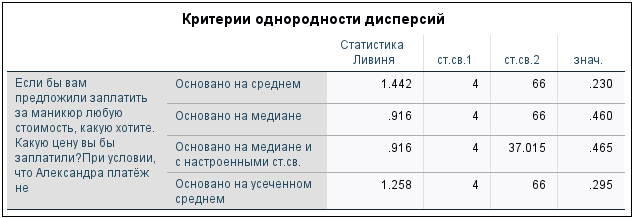 Критерии однородности дисперсий
Статистика
Ливиня ст.св.1 ст.св.2 знач.
Если бы вам
предложили заплатить
за маникюр любую
стоимость, какую хотите.
Какую цену вы бы
заплатили?При условии,
что Александра платёж
не
Основано на среднем 1.442 4 66 .230
Основано на медиане .916 4 66 .460
Основано на медиане и
с настроенными ст.св. .916 4 37.015 .465
Основано на усеченном
среднем 1.258 4 66 .295